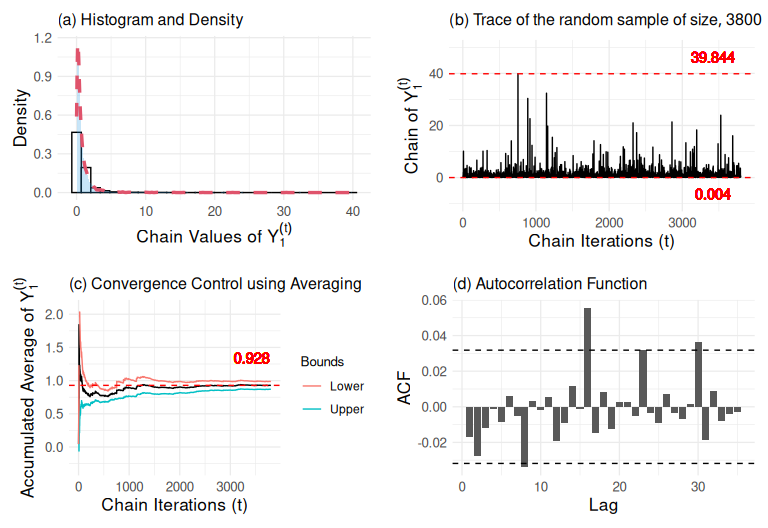 (a) Histogram and Density
1.2
0.9
0.6
0.3
0.0
Density
0 10 20 30 40
Chain Values of Y₁⁽ᵗ⁾
(b) Trace of the random sample of size, 3800
39.844
40
20
0
Chain of Y₁⁽ᵗ⁾
0.004
0 1000 2000 3000
Chain Iterations (t)
(c) Convergence Control using Averaging
2.0
1.5
1.0
0.5
0.0
Accumulated Average of Y₁⁽ᵗ⁾
0.928
Bounds
Lower
Upper
0 1000 2000 3000
Chain Iterations (t)
(d) Autocorrelation Function
0.06
0.04
0.02
0.00
-0.02
ACF
0 10 20 30
Lag